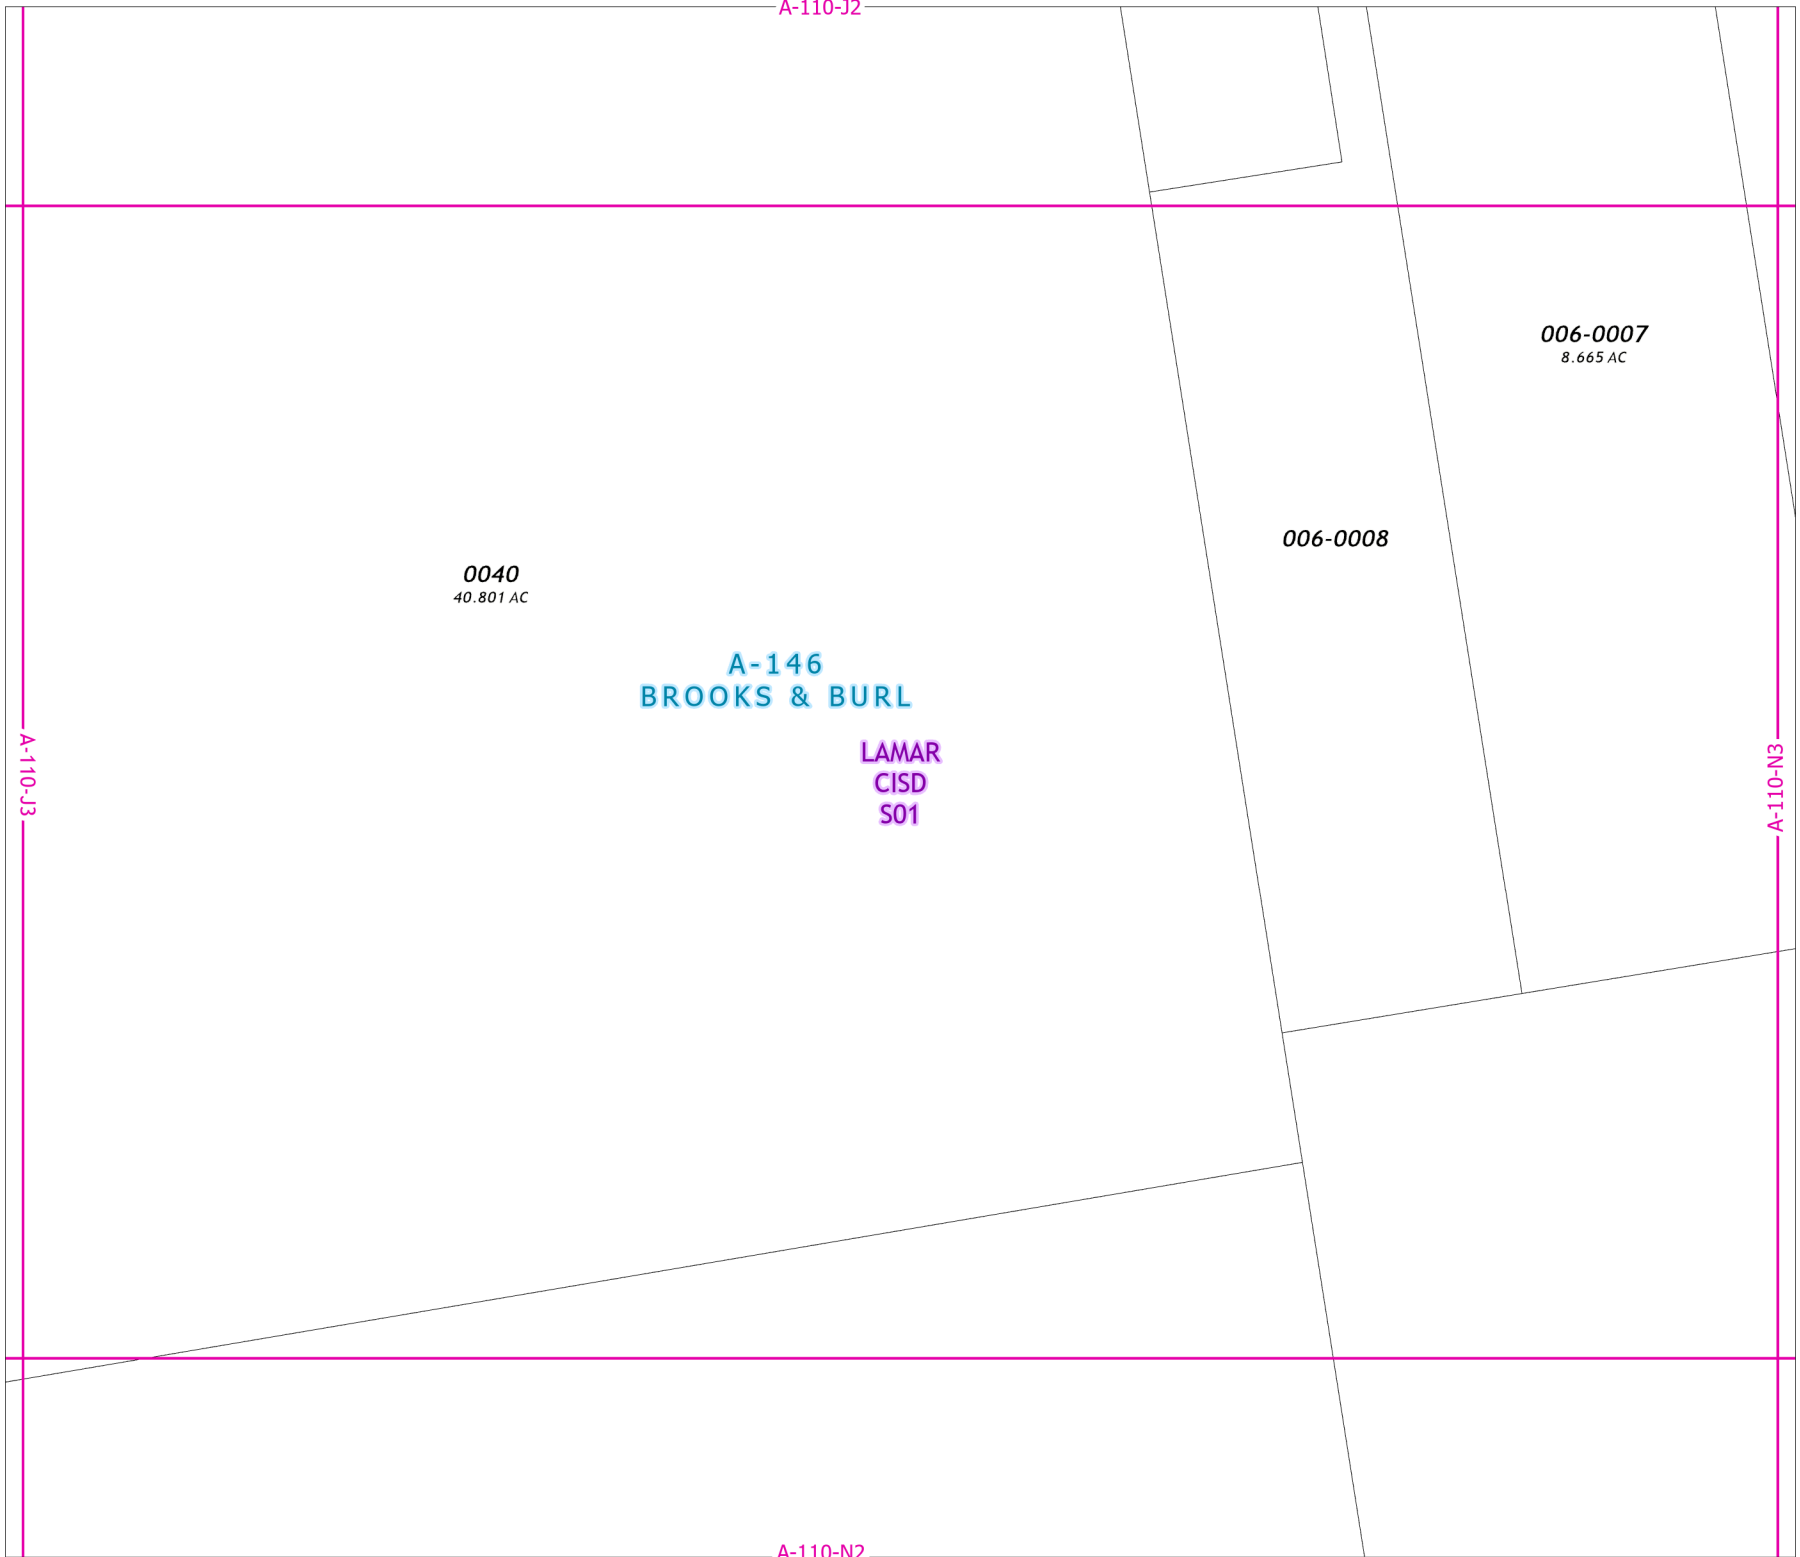 A-110-J2
006-0007
8.665 AC
006-0008
0040
40.801 AC
A-146
BROOKS & BURL
LAMAR
CISD
S01
A-110-J3
A-110-N3
A-110-N2